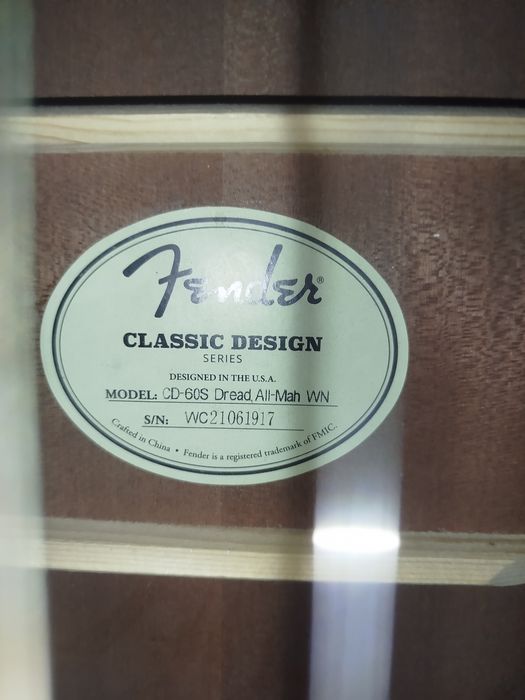 Fender®
CLASSIC DESIGN
SERIES
DESIGNED IN THE U.S.A.
MODEL: CD-60S Dread, All-Mah WN
S/N: WC21061917
Crafted in China • Fender is a registered trademark of FMIC.